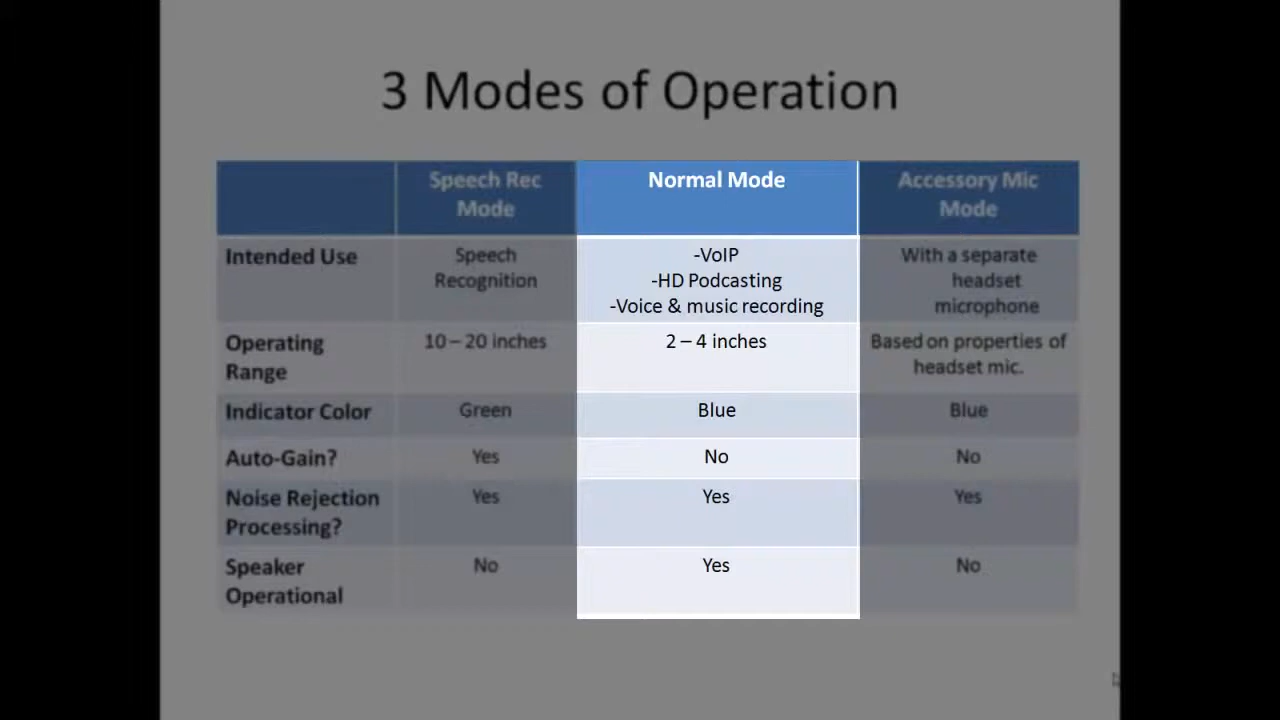 3 Modes of Operation
Speech Rec
Mode
Normal Mode
Accessory Mic
Mode
Intended Use
Speech
Recognition
-VoIP
-HD Podcasting
-Voice & music recording
With a separate
headset
microphone
Operating
Range
10 – 20 inches
2 – 4 inches
Based on properties of
headset mic.
Indicator Color
Green
Blue
Blue
Auto-Gain?
Yes
No
No
Noise Rejection
Processing?
Yes
Yes
Yes
Speaker
Operational
No
Yes
No